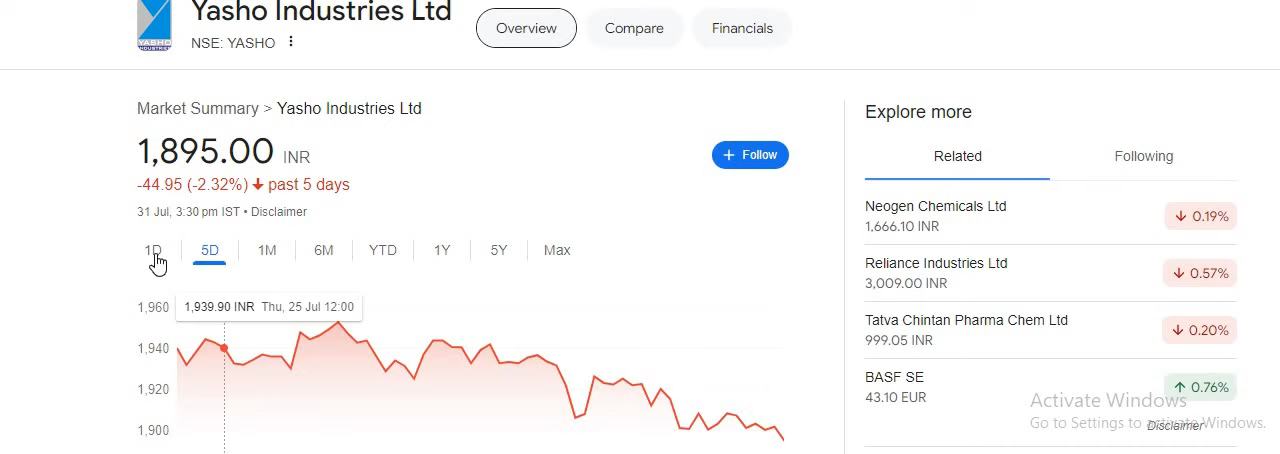 Yasho Industries Ltd
NSE: YASHO
YASHO
INDUSTRIES
Overview
Compare
Financials
Market Summary > Yasho Industries Ltd
1,895.00 INR
+ Follow
-44.95 (-2.32%) ↓ past 5 days
31 Jul, 3:30 pm IST • Disclaimer
1D 5D 1M 6M YTD 1Y 5Y Max
1,939.90 INR Thu, 25 Jul 12:00
1,960
1,940
1,920
1,900
Explore more
Related Following
Neogen Chemicals Ltd
1,666.10 INR
↓ 0.19%
Reliance Industries Ltd
3,009.00 INR
↓ 0.57%
Tatva Chintan Pharma Chem Ltd
999.05 INR
↓ 0.20%
BASF SE
43.10 EUR
↑ 0.76%
Activate Windows
Go to Settings to activate Windows.
Disclaimer